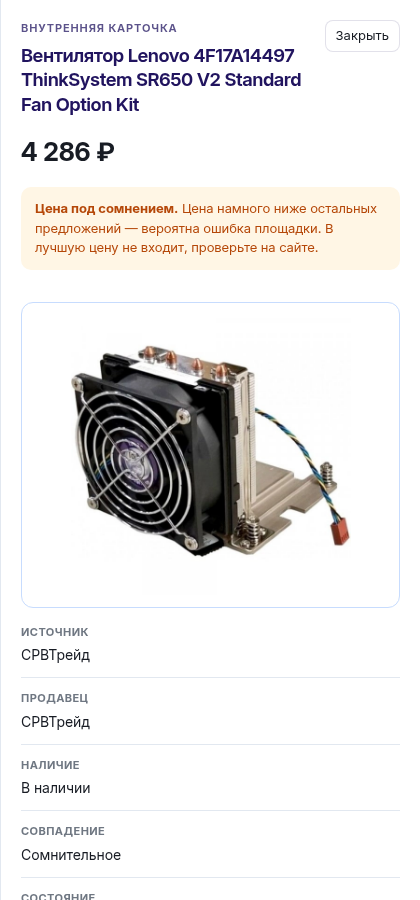 ВНУТРЕННЯЯ КАРТОЧКА
Закрыть
Вентилятор Lenovo 4F17A14497
ThinkSystem SR650 V2 Standard
Fan Option Kit
4 286 ₽
Цена под сомнением. Цена намного ниже остальных
предложений — вероятна ошибка площадки. В
лучшую цену не входит, проверьте на сайте.
ИСТОЧНИК
СРВТрейд
ПРОДАВЕЦ
СРВТрейд
НАЛИЧИЕ
В наличии
СОВПАДЕНИЕ
Сомнительное
СОСТОЯНИЕ